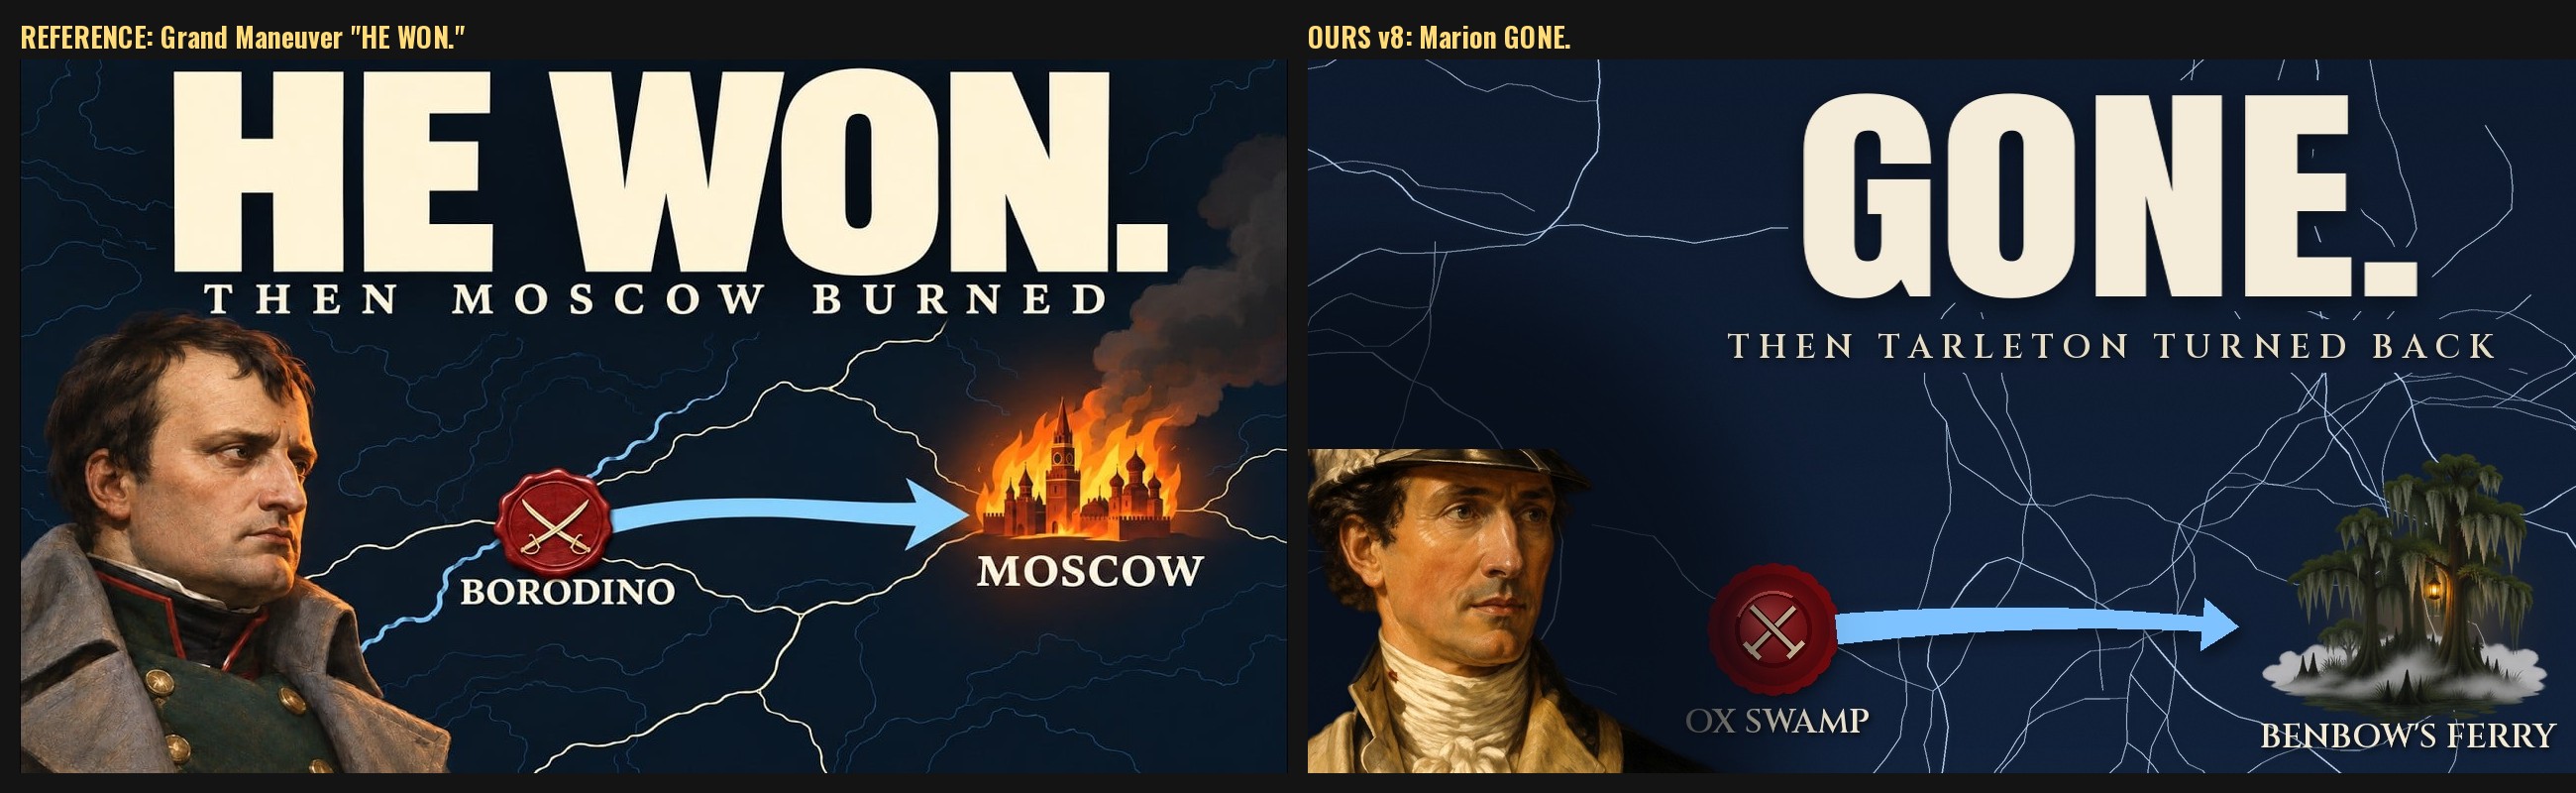 REFERENCE: Grand Maneuver "HE WON."
HE WON.
THEN MOSCOW BURNED
BORODINO
MOSCOW
OURS v8: Marion GONE.
GONE.
THEN TARLETON TURNED BACK
OX SWAMP
BENBOW'S FERRY